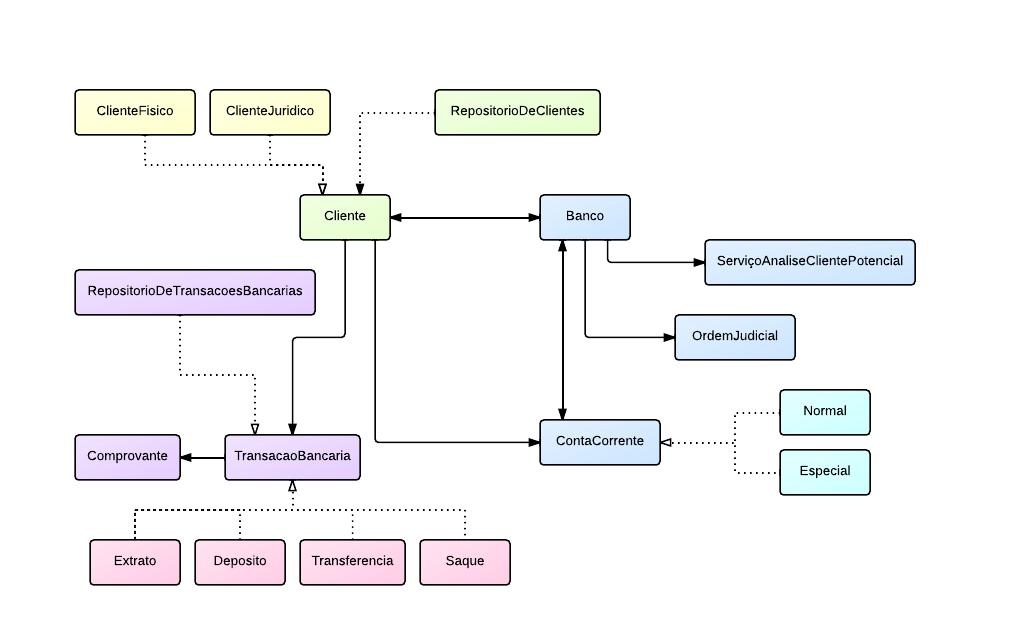 ClienteFisico
ClienteJuridico
RepositorioDeClientes
Cliente
Banco
ServiçoAnaliseClientePotencial
RepositorioDeTransacoesBancarias
OrdemJudicial
Normal
ContaCorrente
Comprovante
TransacaoBancaria
Especial
Extrato
Deposito
Transferencia
Saque